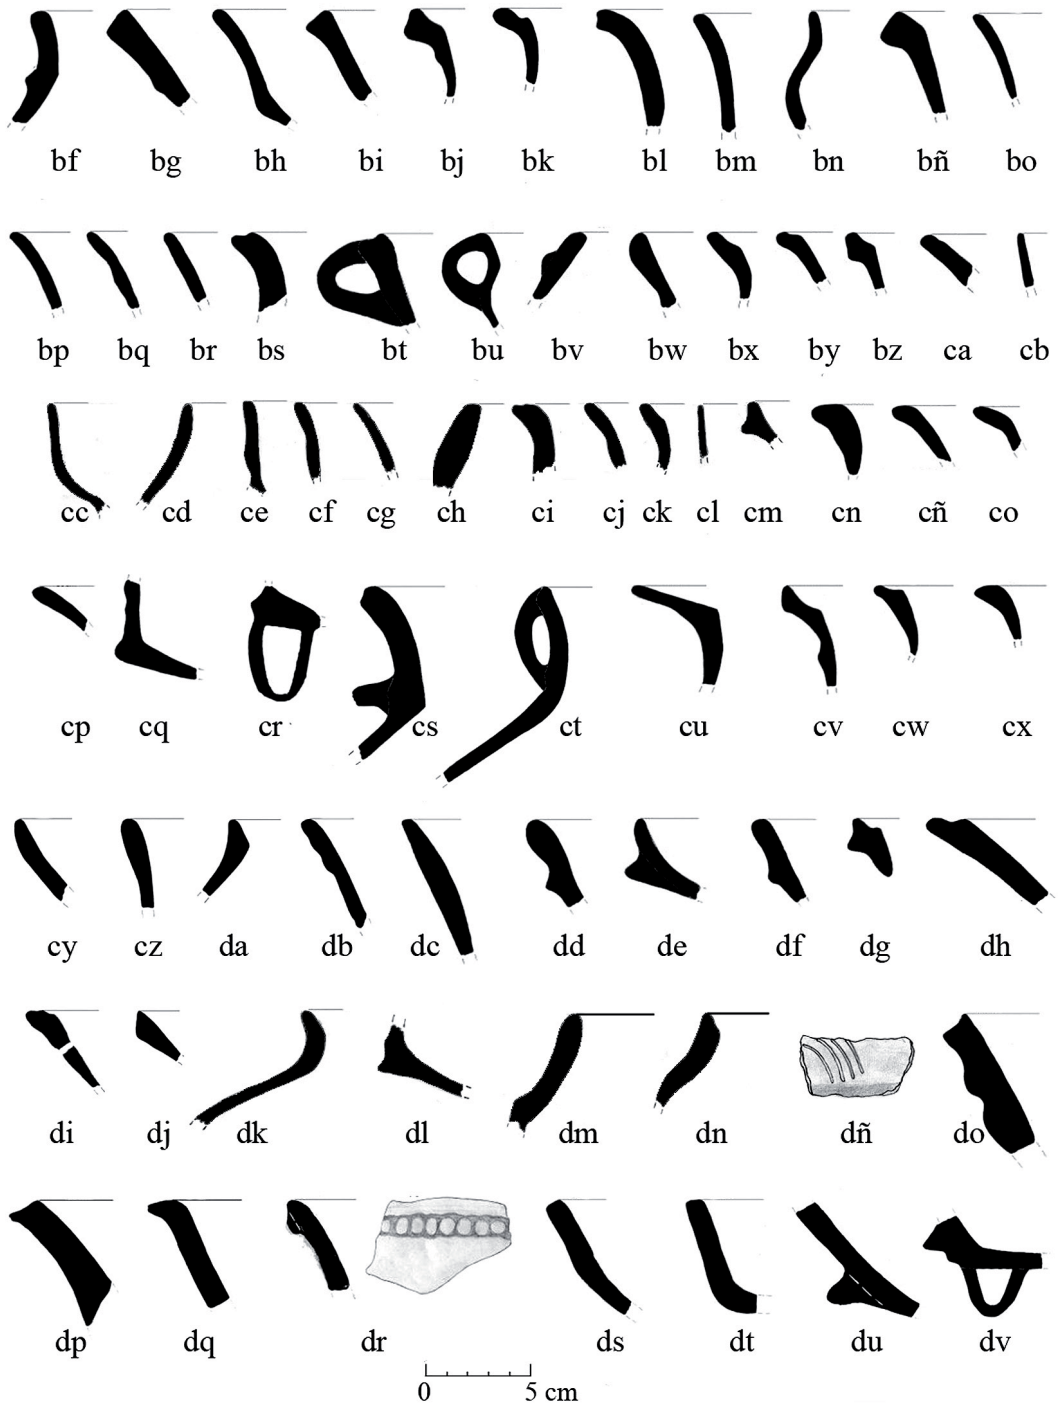 bf bg bh bi bj bk bl bm bn bñ bo
bp bq br bs bt bu bv bw bx by bz ca cb
cc cd ce cf cg ch ci cj ck cl cm cn cñ co
cp cq cr cs ct cu cv cw cx
cy cz da db dc dd de df dg dh
di dj dk dl dm dn dñ do
dp dq dr ds dt du dv
0 5 cm